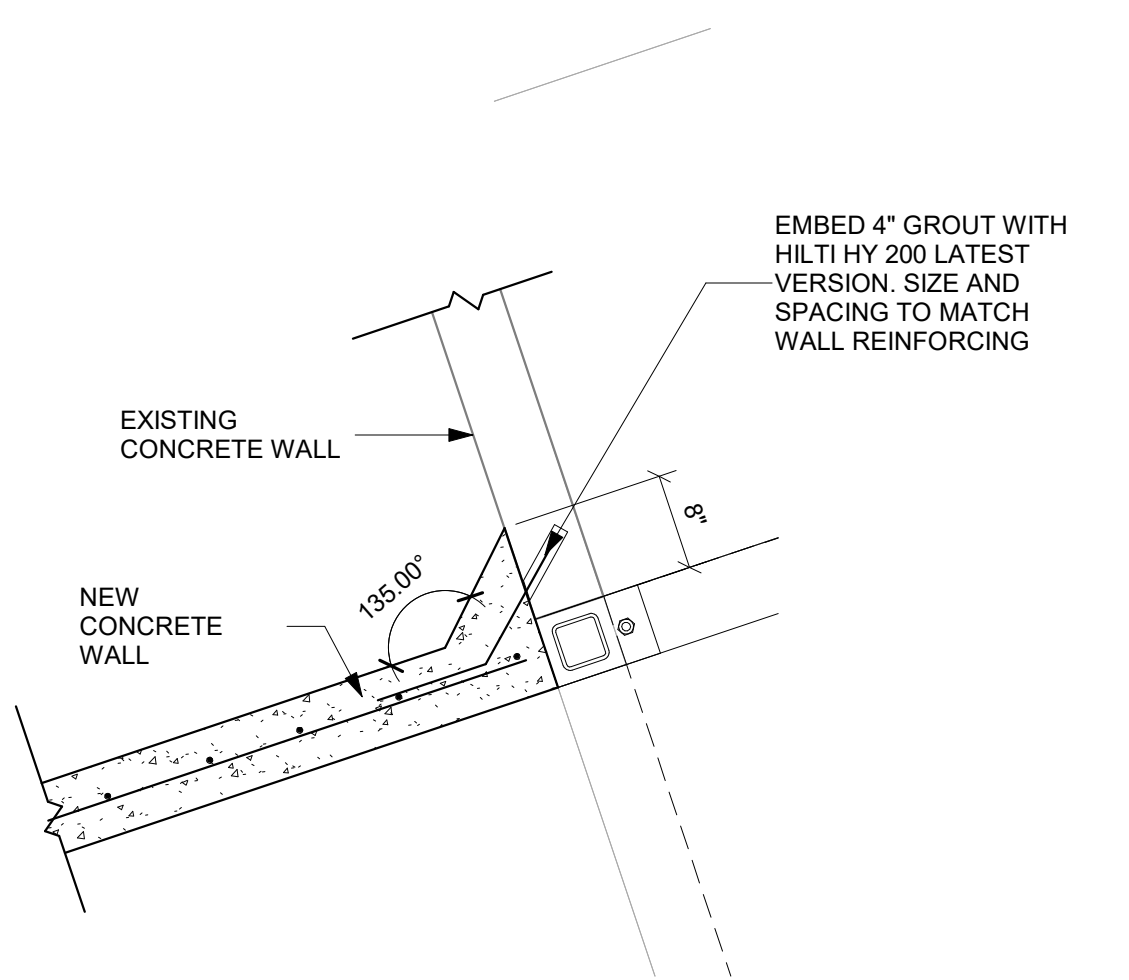 EMBED 4" GROUT WITH
HILTI HY 200 LATEST
VERSION. SIZE AND
SPACING TO MATCH
WALL REINFORCING
EXISTING
CONCRETE WALL
8"
135.00°
NEW
CONCRETE
WALL